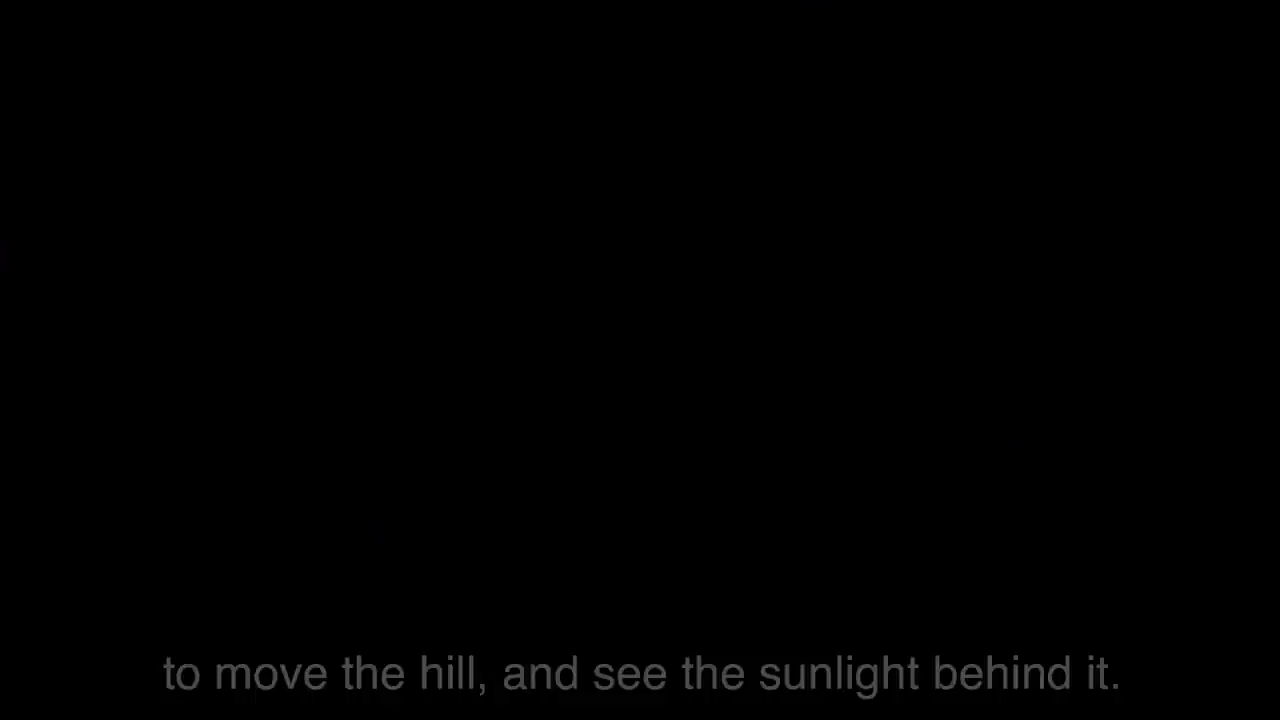 to move the hill, and see the sunlight behind it.